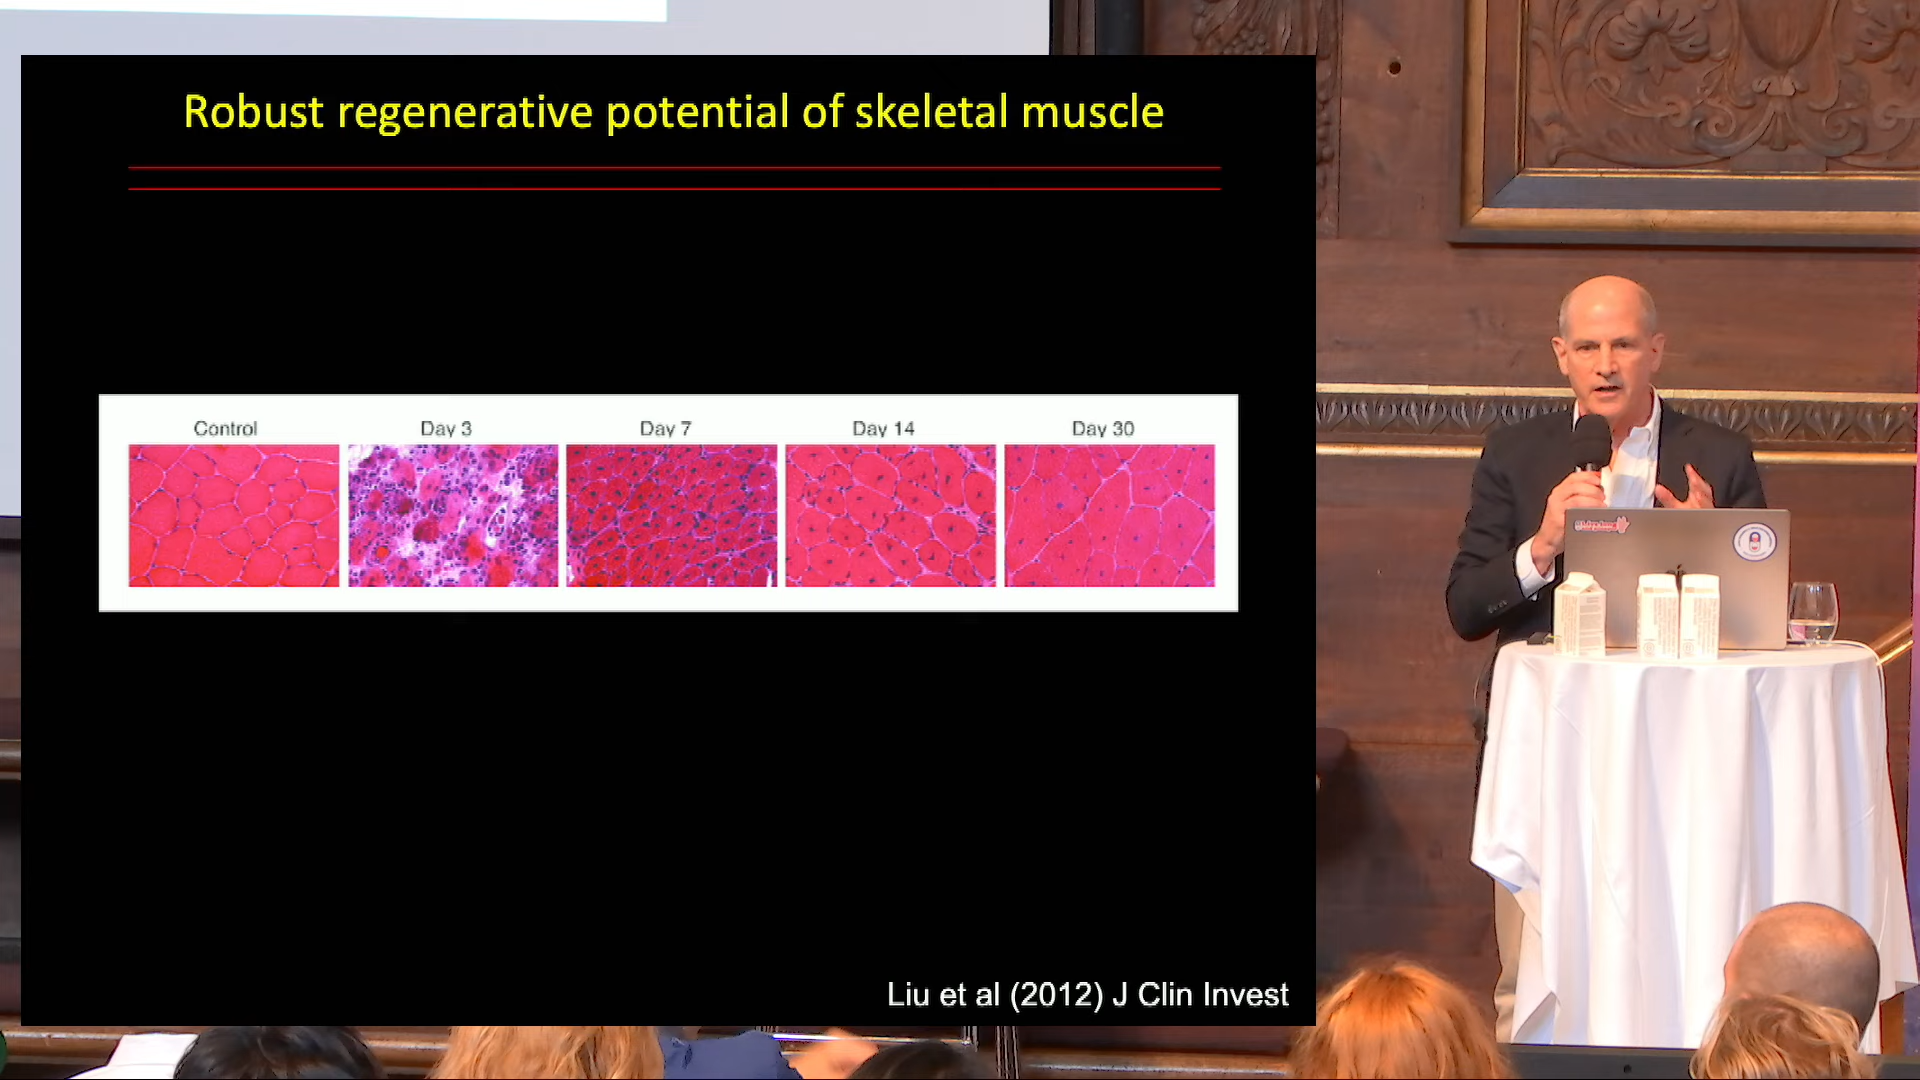 Robust regenerative potential of skeletal muscle
Control
Day 3
Day 7
Day 14
Day 30
Liu et al (2012) J Clin Invest